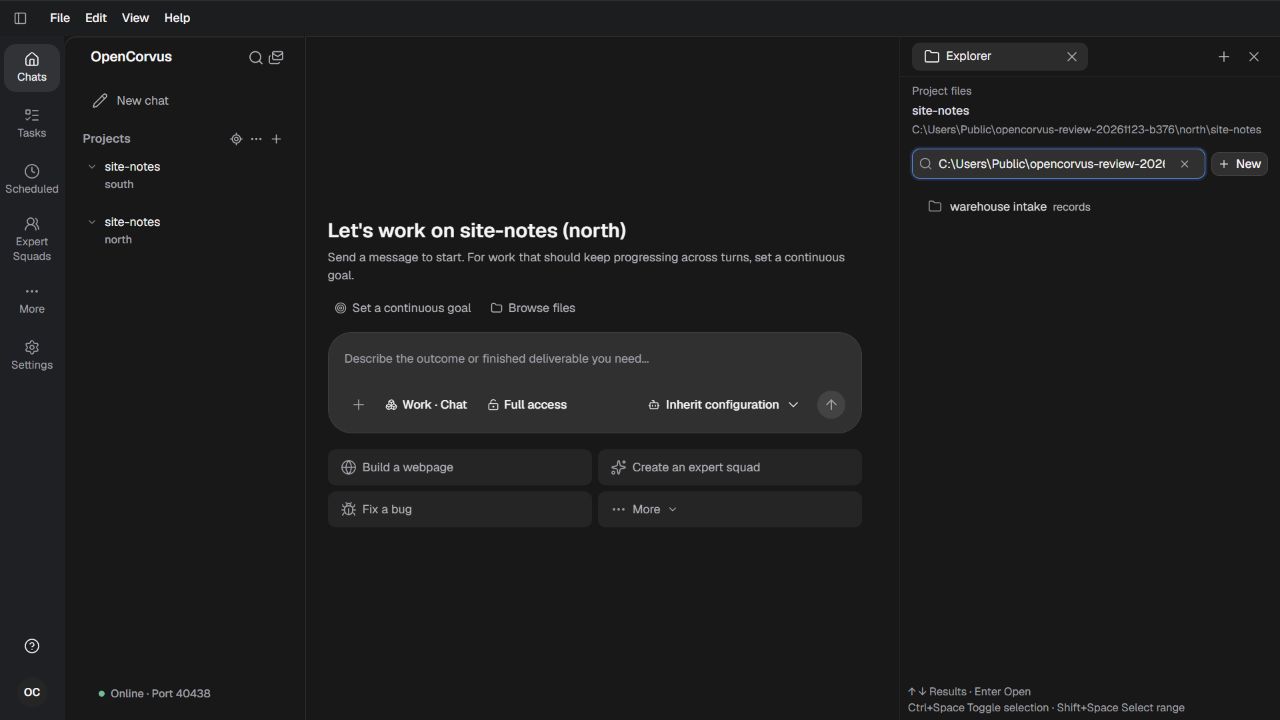 File Edit View Help
Chats
Tasks
Scheduled
Expert
Squads
More
Settings
OC
OpenCorvus
New chat
Projects
site-notes
south
site-notes
north
Online · Port 40438
Let's work on site-notes (north)
Send a message to start. For work that should keep progressing across turns, set a continuous
goal.
Set a continuous goal Browse files
Describe the outcome or finished deliverable you need...
Work · Chat Full access Inherit configuration
Build a webpage Create an expert squad
Fix a bug More
Explorer
Project files
site-notes
C:\Users\Public\opencorvus-review-20261123-b376\north\site-notes
C:\Users\Public\opencorvus-review-2026 New
warehouse intake records
↑↓ Results · Enter Open
Ctrl+Space Toggle selection · Shift+Space Select range